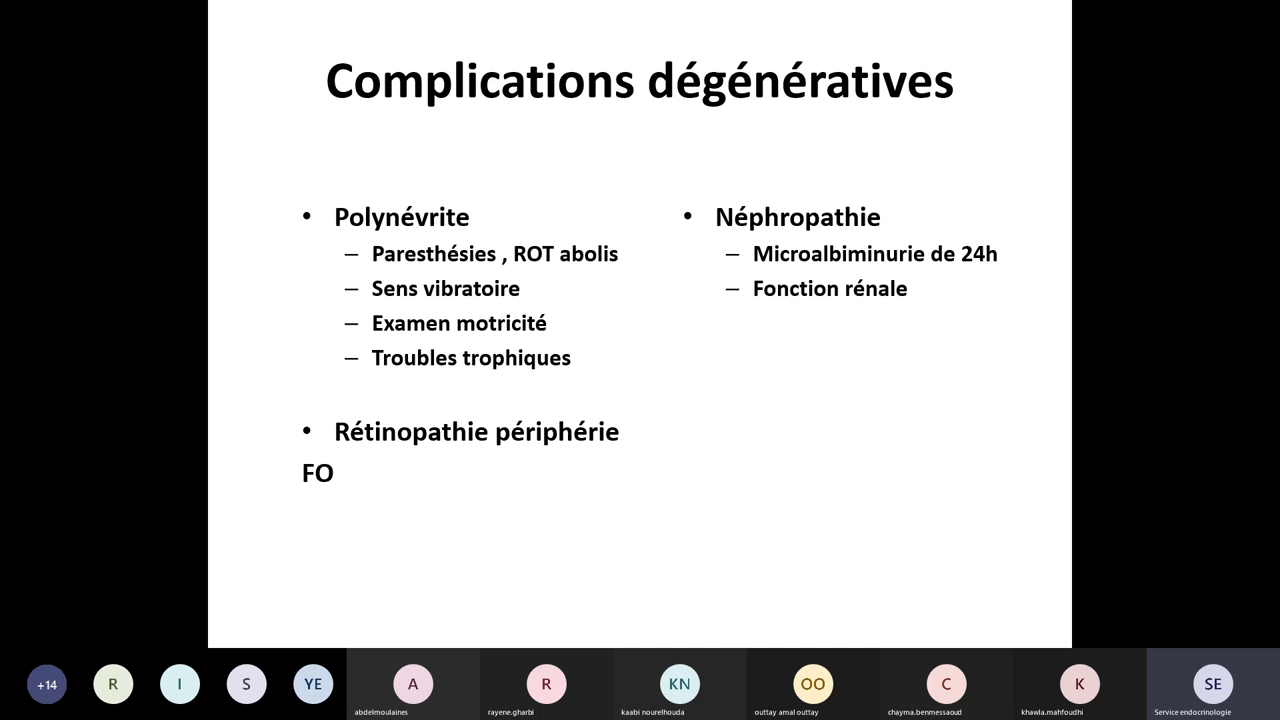 Complications dégénératives
• Polynévrite
– Paresthésies , ROT abolis
– Sens vibratoire
– Examen motricité
– Troubles trophiques
• Rétinopathie périphérie
FO
• Néphropathie
– Microalbiminurie de 24h
– Fonction rénale
+14
R
I
S
YE
A
abdelmoulaines
R
rayene.gharbi
KN
kaabi nourelhouda
OO
outtay amal outtay
C
chayma.benmessaoud
K
khawla.mahfoudhi
SE
Service endocrinologie